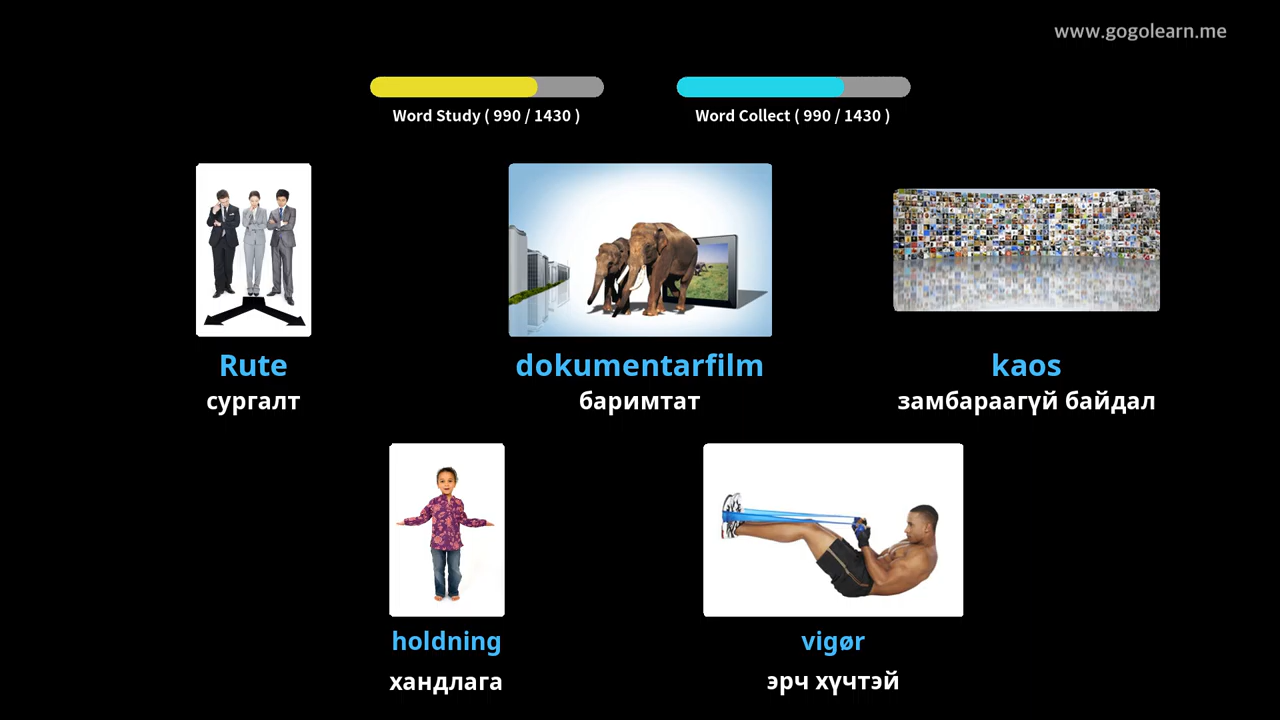 www.gogolearn.me
Word Study ( 990 / 1430 )
Word Collect ( 990 / 1430 )
Rute
сургалт
dokumentarfilm
баримтат
kaos
замбараагүй байдал
holdning
хандлага
vigør
эрч хүчтэй